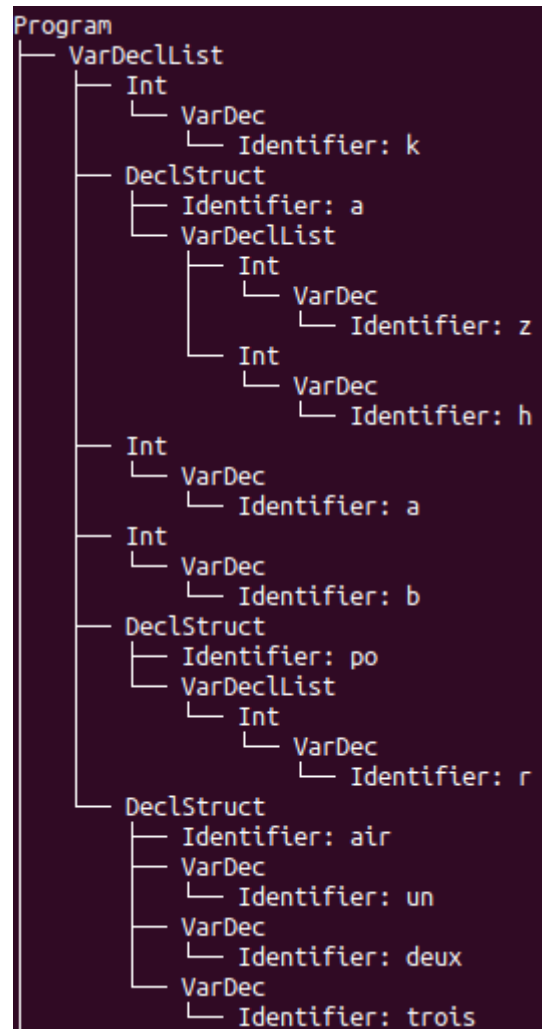 Program
├── VarDeclList
│   ├── Int
│   │   └── VarDec
│   │       └── Identifier: k
│   ├── DeclStruct
│   │   ├── Identifier: a
│   │   └── VarDeclList
│   │       ├── Int
│   │       │   └── VarDec
│   │       │       └── Identifier: z
│   │       └── Int
│   │           └── VarDec
│   │               └── Identifier: h
│   ├── Int
│   │   └── VarDec
│   │       └── Identifier: a
│   ├── Int
│   │   └── VarDec
│   │       └── Identifier: b
│   ├── DeclStruct
│   │   ├── Identifier: po
│   │   └── VarDeclList
│   │       └── Int
│   │           └── VarDec
│   │               └── Identifier: r
│   └── DeclStruct
│       ├── Identifier: air
│       ├── VarDec
│       │   └── Identifier: un
│       ├── VarDec
│       │   └── Identifier: deux
│       └── VarDec
│           └── Identifier: trois